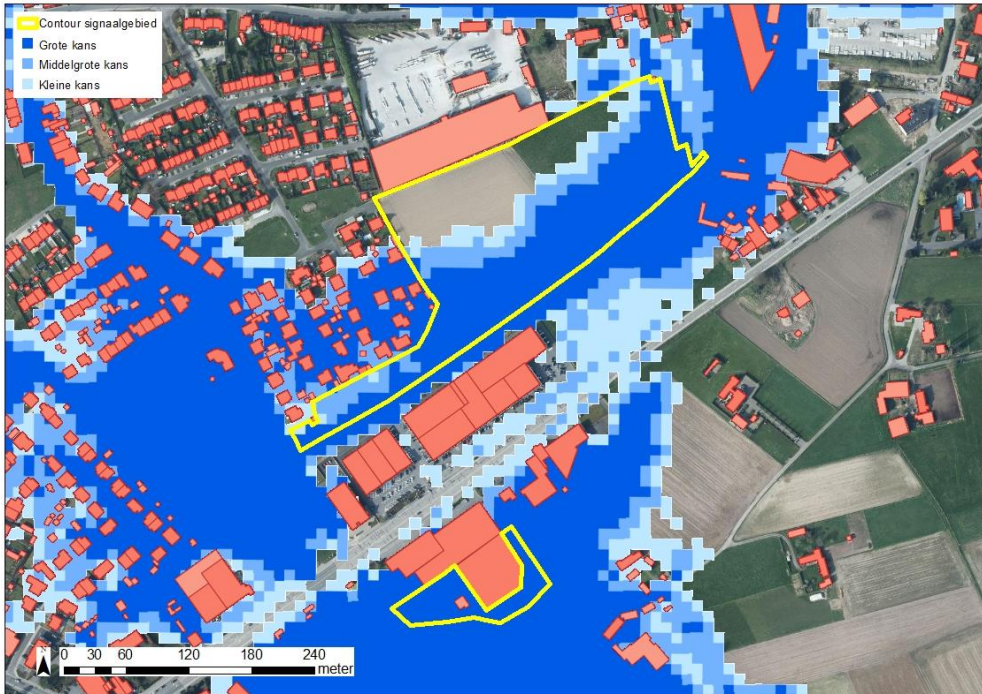 Contour signaalgebied
Grote kans
Middelgrote kans
Kleine kans
N
0 30 60 120 180 240
meter